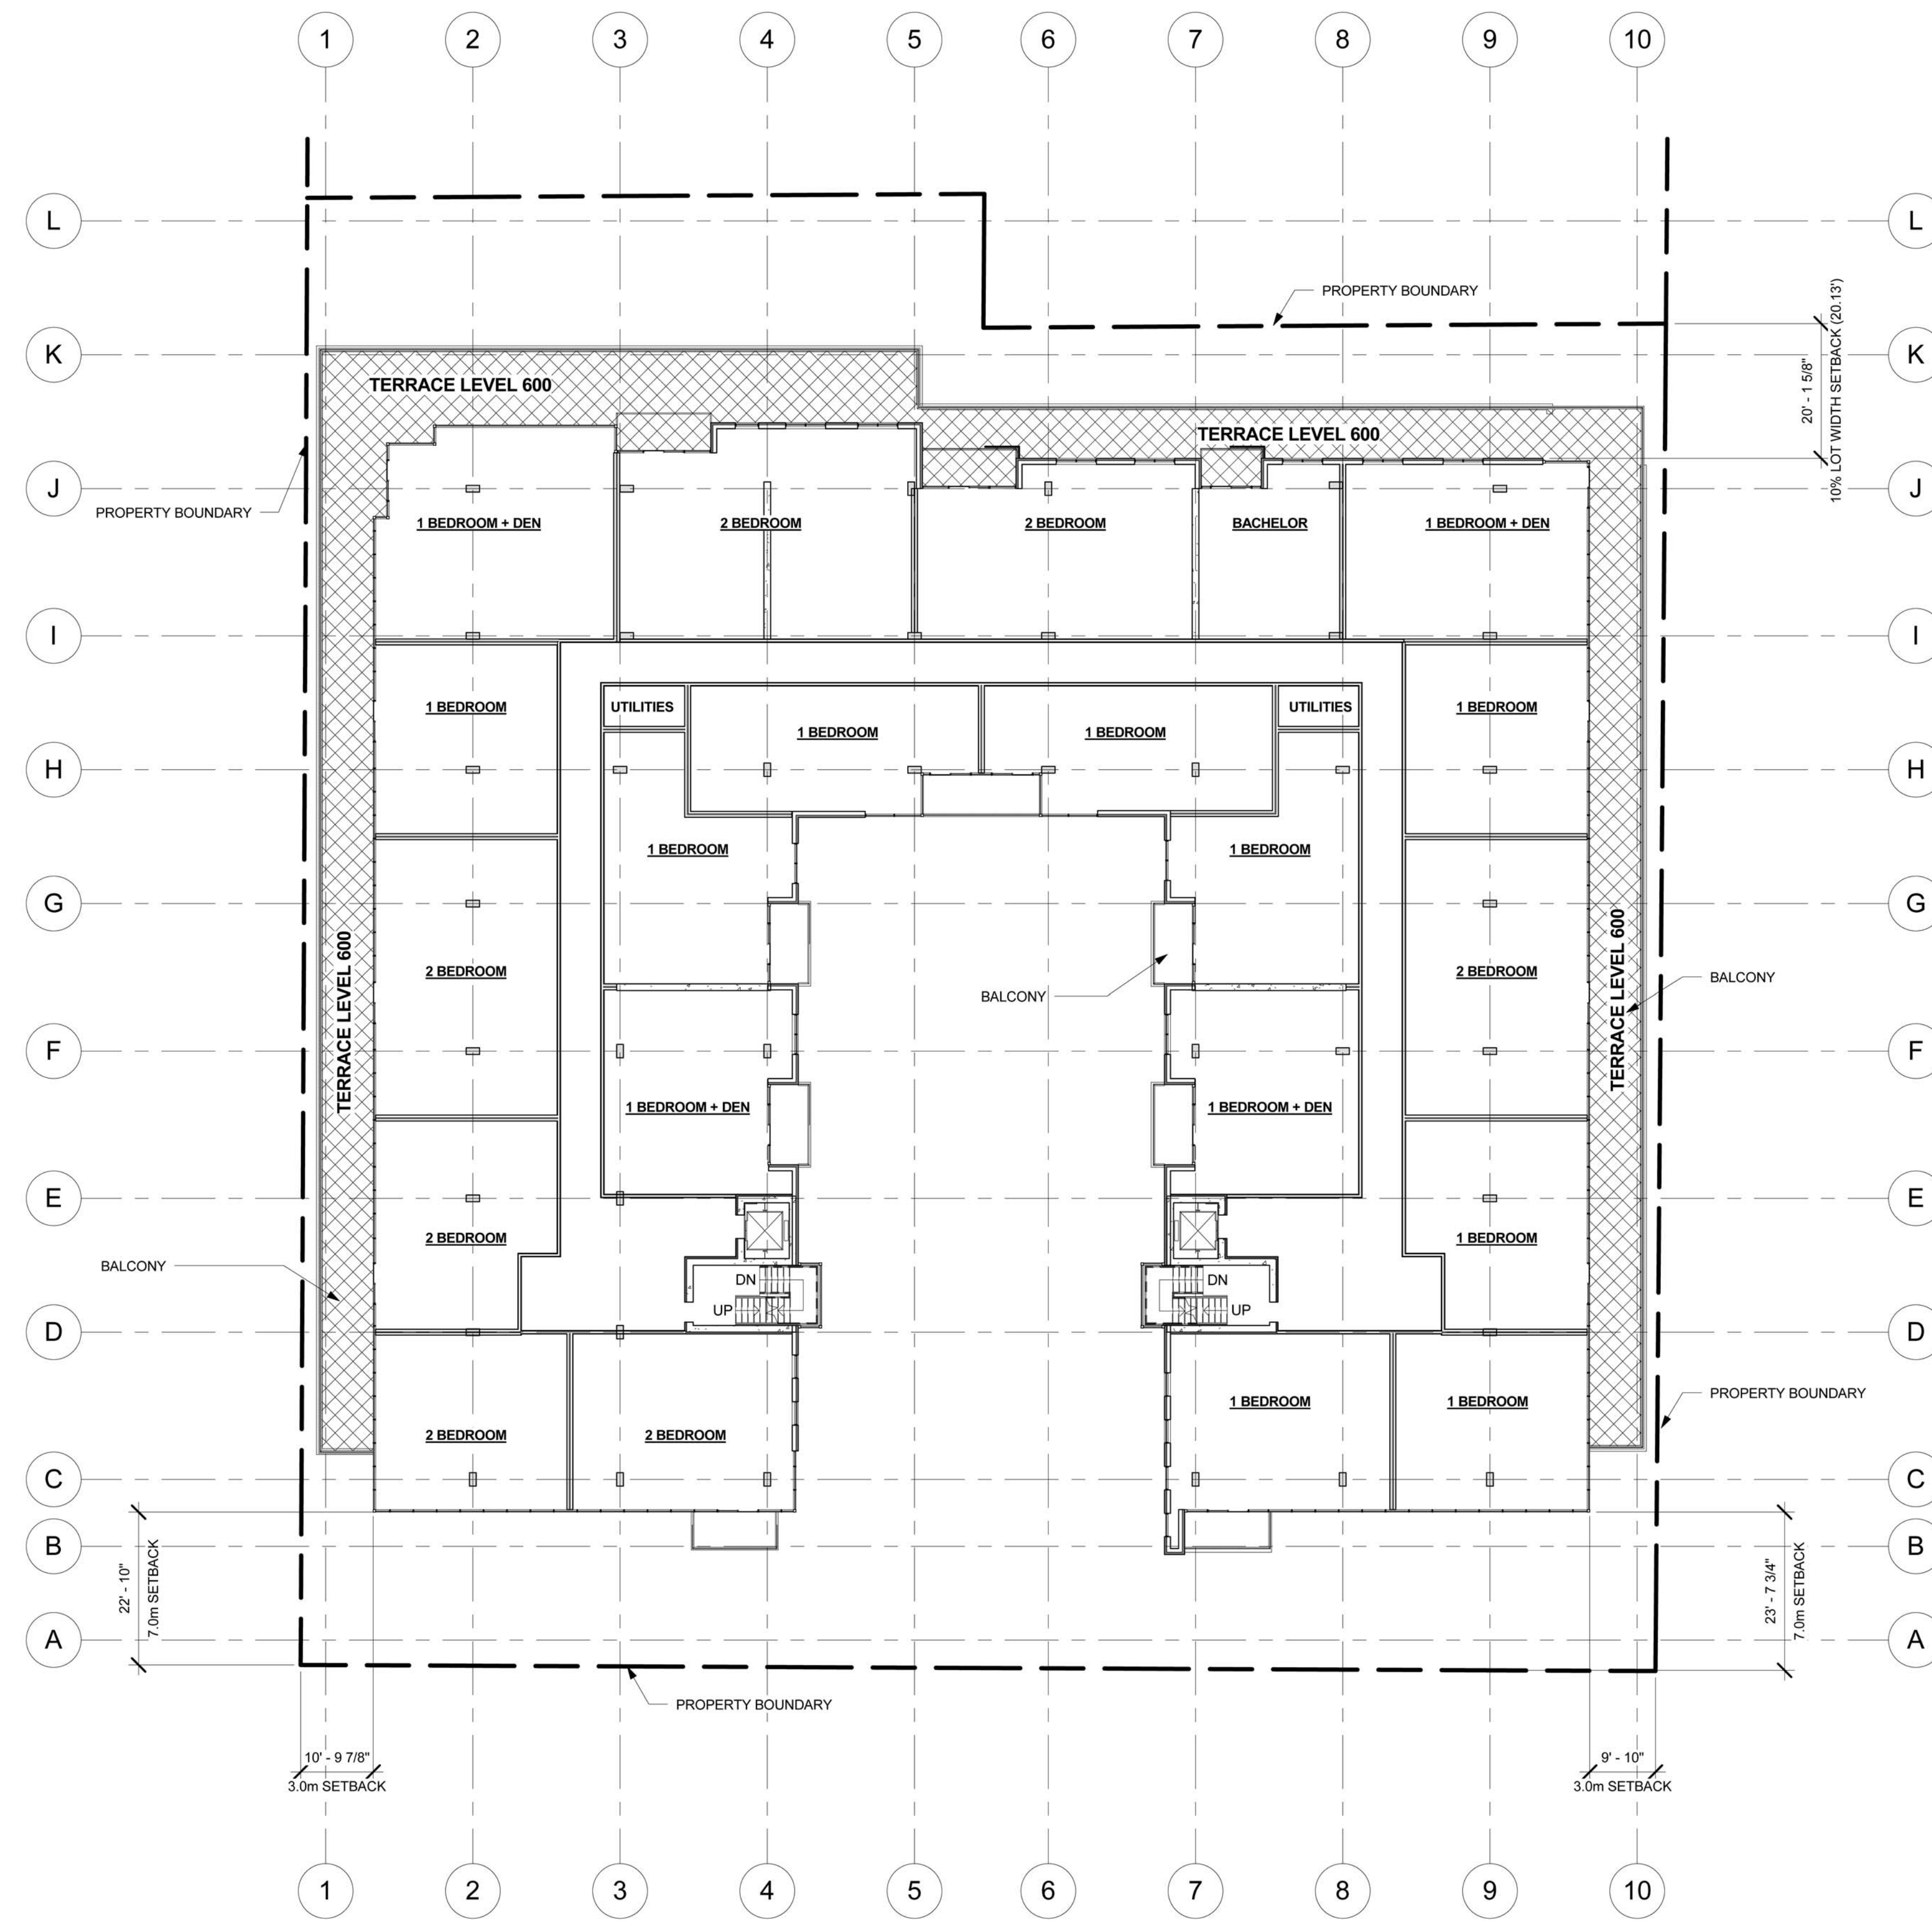 1 2 3 4 5 6 7 8 9 10
L L
PROPERTY BOUNDARY
K K
TERRACE LEVEL 600
20' - 1 5/8"
10% LOT WIDTH SETBACK (20.13')
TERRACE LEVEL 600
J J
PROPERTY BOUNDARY
1 BEDROOM + DEN 2 BEDROOM 2 BEDROOM BACHELOR 1 BEDROOM + DEN
I I
1 BEDROOM UTILITIES UTILITIES 1 BEDROOM
1 BEDROOM 1 BEDROOM
H H
1 BEDROOM 1 BEDROOM
G G
2 BEDROOM 2 BEDROOM
BALCONY
BALCONY
TERRACE LEVEL 600
TERRACE LEVEL 600
F F
1 BEDROOM + DEN 1 BEDROOM + DEN
E E
2 BEDROOM 1 BEDROOM
BALCONY
DN DN
UP UP
D D
PROPERTY BOUNDARY
1 BEDROOM 1 BEDROOM
2 BEDROOM 2 BEDROOM
C C
B B
22' - 10"
7.0m SETBACK
23' - 7 3/4"
7.0m SETBACK
A A
PROPERTY BOUNDARY
10' - 9 7/8"
3.0m SETBACK
9' - 10"
3.0m SETBACK
1 2 3 4 5 6 7 8 9 10